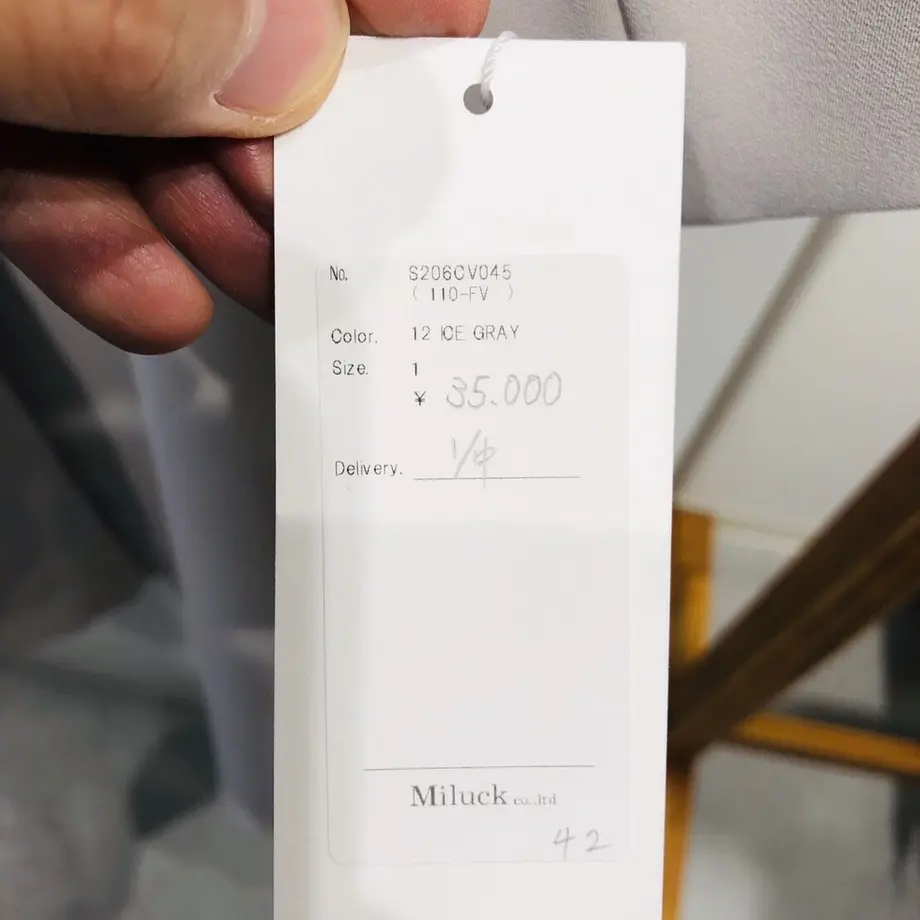 No. S206CV045
( 110-FV )
Color. 12 ICE GRAY
Size. 1
¥ 35.000
Delivery. 1/中
Miluck co.,ltd
42